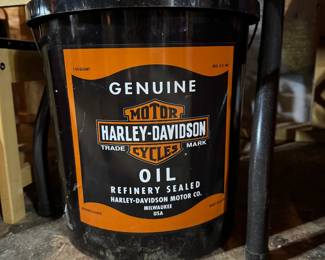 GENUINE
MOTOR
HARLEY-DAVIDSON
TRADE MARK
CYCLES
OIL
REFINERY SEALED
HARLEY-DAVIDSON MOTOR CO.
MILWAUKEE
USA